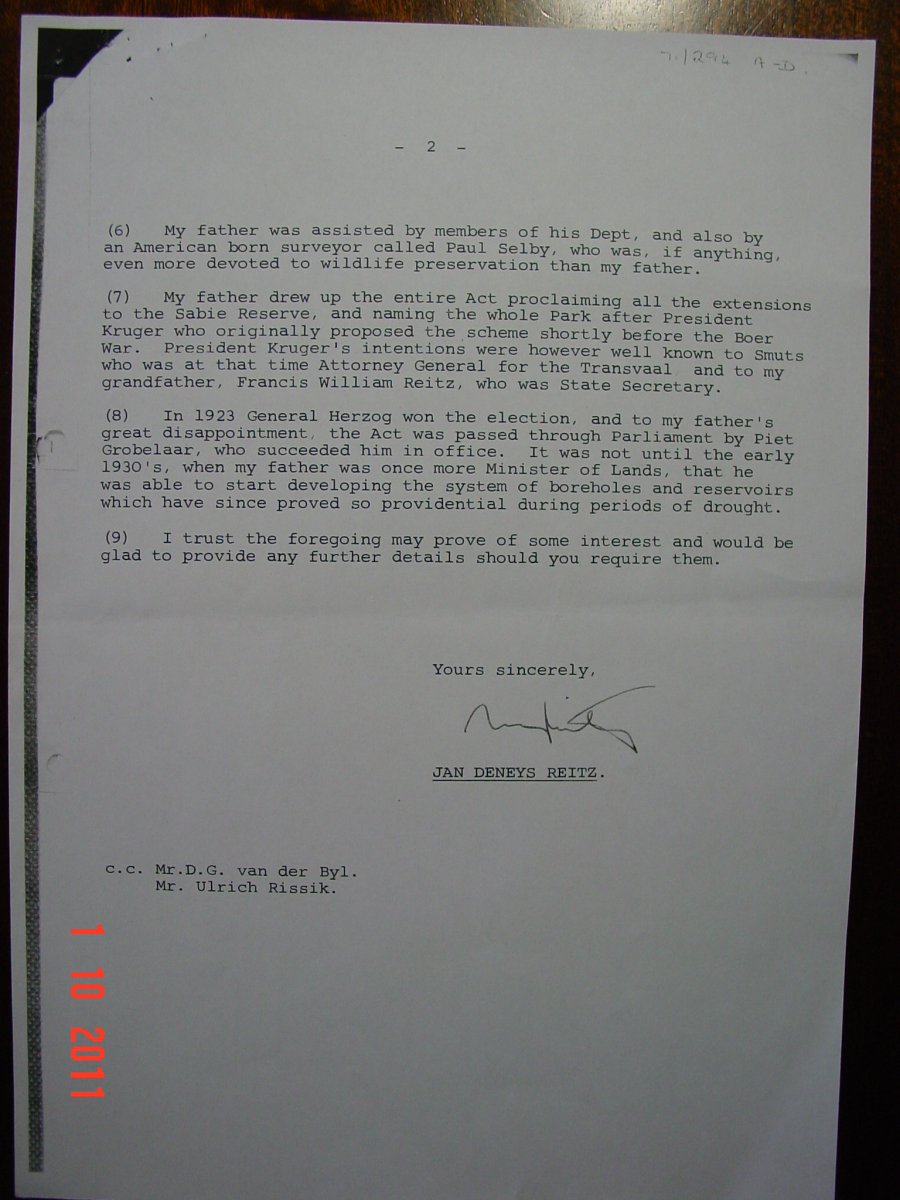 A-D.
- 2 -
(6) My father was assisted by members of his Dept, and also by
an American born surveyor called Paul Selby, who was, if anything,
even more devoted to wildlife preservation than my father.
(7) My father drew up the entire Act proclaiming all the extensions
to the Sabie Reserve, and naming the whole Park after President
Kruger who originally proposed the scheme shortly before the Boer
War. President Kruger's intentions were however well known to Smuts
who was at that time Attorney General for the Transvaal and to my
grandfather, Francis William Reitz, who was State Secretary.
(8) In 1923 General Herzog won the election, and to my father's
great disappointment, the Act was passed through Parliament by Piet
Grobelaar, who succeeded him in office. It was not until the early
1930's, when my father was once more Minister of Lands, that he
was able to start developing the system of boreholes and reservoirs
which have since proved so providential during periods of drought.
(9) I trust the foregoing may prove of some interest and would be
glad to provide any further details should you require them.
Yours sincerely,
JAN DENEYS REITZ.
c.c. Mr.D.G. van der Byl.
Mr. Ulrich Rissik.
1 10 2011